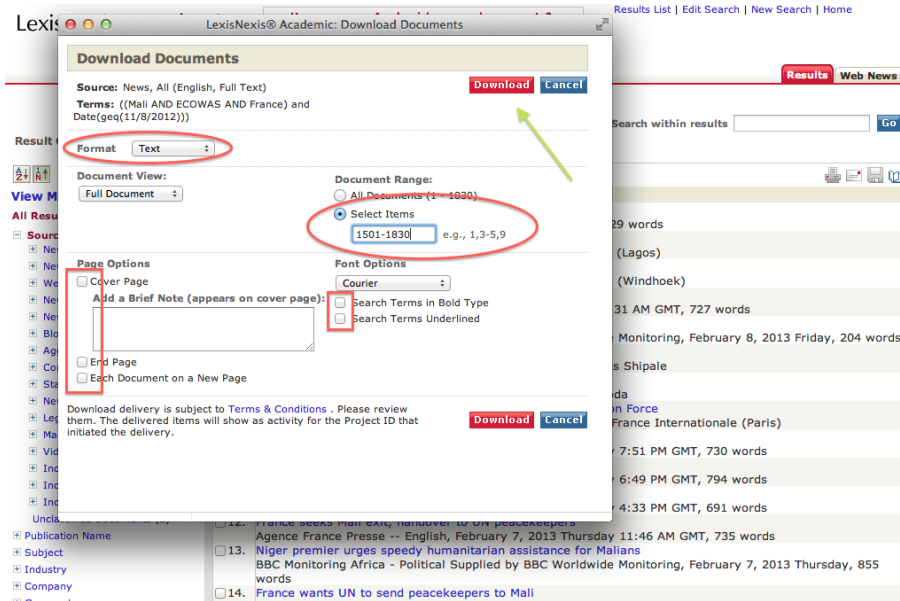 Results List | Edit Search | New Search | Home
LexisNexis® Academic: Download Documents
Download Documents
Source: News, All (English, Full Text)
Terms: ((Mali AND ECOWAS AND France) and
Date(geq(11/8/2012)))
Download Cancel
Format Text
Document View:
Full Document
Document Range:
All Documents (1 - 1830)
Select Items
1501-1830 e.g., 1,3-5,9
Page Options
Cover Page
Add a Brief Note (appears on cover page):
End Page
Each Document on a New Page
Font Options
Courier
Search Terms in Bold Type
Search Terms Underlined
Download delivery is subject to Terms & Conditions . Please review
them. The delivered items will show as activity for the Project ID that
initiated the delivery.
Download Cancel
Results Web News
Search within results Go
Result
View M
All Resu
Sourc
Publication Name
Subject
Industry
Company
29 words
(Lagos)
(Windhoek)
31 AM GMT, 727 words
Monitoring, February 8, 2013 Friday, 204 words
s Shipale
da
on Force
France Internationale (Paris)
7:51 PM GMT, 730 words
6:49 PM GMT, 794 words
4:33 PM GMT, 691 words
12. France seeks Mali exit, handover to UN peacekeepers
Agence France Presse -- English, February 7, 2013 Thursday 11:46 AM GMT, 735 words
13. Niger premier urges speedy humanitarian assistance for Malians
BBC Monitoring Africa - Political Supplied by BBC Worldwide Monitoring, February 7, 2013 Thursday, 855
words
14. France wants UN to send peacekeepers to Mali